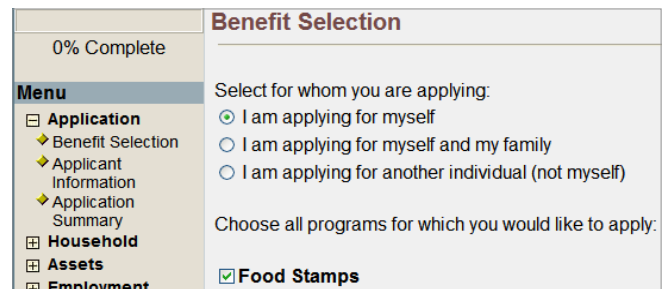 Benefit Selection
0% Complete
Menu
Application
Benefit Selection
Applicant
Information
Application
Summary
Household
Assets
Employment
Select for whom you are applying:
I am applying for myself
I am applying for myself and my family
I am applying for another individual (not myself)
Choose all programs for which you would like to apply:
Food Stamps